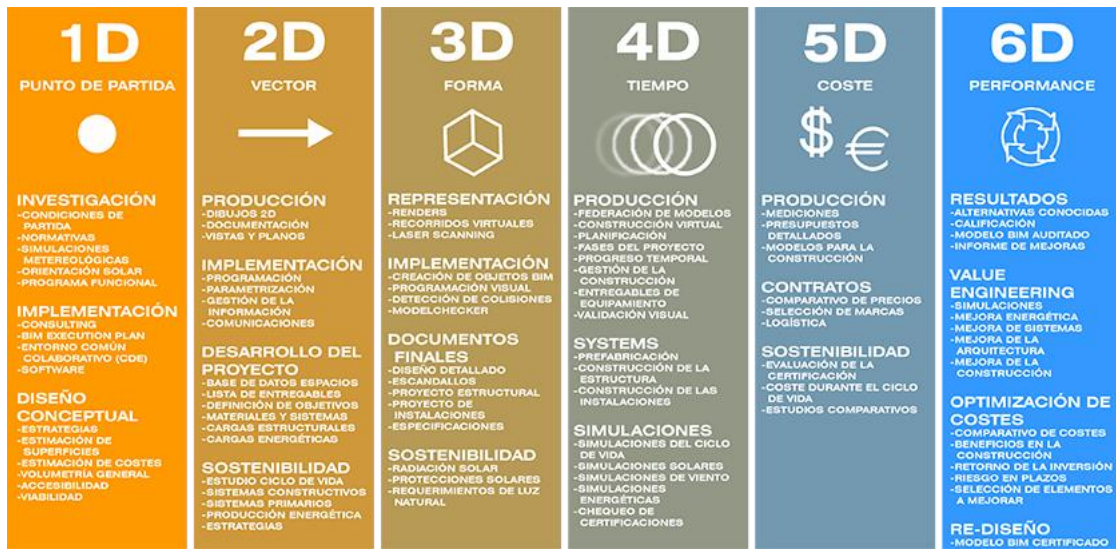 1D
PUNTO DE PARTIDA
INVESTIGACIÓN
-CONDICIONES DE
PARTIDA
-NORMATIVAS
-SIMULACIONES
METEREOLÓGICAS
-ORIENTACIÓN SOLAR
-PROGRAMA FUNCIONAL
IMPLEMENTACIÓN
-CONSULTING
-BIM EXECUTION PLAN
-ENTORNO COMÚN
COLABORATIVO (CDE)
-SOFTWARE
DISEÑO
CONCEPTUAL
-ESTRATEGIAS
-ESTIMACIÓN DE
SUPERFICIES
-ESTIMACIÓN DE COSTES
-VOLUMETRÍA GENERAL
-ACCESIBILIDAD
-VIABILIDAD
2D
VECTOR
PRODUCCIÓN
-DIBUJOS 2D
-DOCUMENTACIÓN
-VISTAS Y PLANOS
IMPLEMENTACIÓN
-PROGRAMACIÓN
-PARAMETRIZACIÓN
-GESTIÓN DE LA
INFORMACIÓN
-COMUNICACIONES
DESARROLLO DEL
PROYECTO
-BASE DE DATOS ESPACIOS
-LISTA DE ENTREGABLES
-DEFINICIÓN DE OBJETIVOS
-MATERIALES Y SISTEMAS
-CARGAS ESTRUCTURALES
-CARGAS ENERGÉTICAS
SOSTENIBILIDAD
-ESTUDIO CICLO DE VIDA
-SISTEMAS CONSTRUCTIVOS
-SISTEMAS PRIMARIOS
-PRODUCCIÓN ENERGÉTICA
-ESTRATEGIAS
3D
FORMA
REPRESENTACIÓN
-RENDERS
-RECORRIDOS VIRTUALES
-LASER SCANNING
IMPLEMENTACIÓN
-CREACIÓN DE OBJETOS BIM
-PROGRAMACIÓN VISUAL
-DETECCIÓN DE COLISIONES
-MODELCHECKER
DOCUMENTOS
FINALES
-DISEÑO DETALLADO
-ESCANDALLOS
-PROYECTO ESTRUCTURAL
-PROYECTO DE
INSTALACIONES
-ESPECIFICACIONES
SOSTENIBILIDAD
-RADIACIÓN SOLAR
-PROTECCIONES SOLARES
-REQUERIMIENTOS DE LUZ
NATURAL
4D
TIEMPO
PRODUCCIÓN
-FEDERACIÓN DE MODELOS
-CONSTRUCCIÓN VIRTUAL
-PLANIFICACIÓN
-FASES DEL PROYECTO
-PROGRESO TEMPORAL
-GESTIÓN DE LA
CONSTRUCCIÓN
-ENTREGABLES DE
EQUIPAMIENTO
-VALIDACIÓN VISUAL
SYSTEMS
-PREFABRICACIÓN
-CONSTRUCCIÓN DE LA
ESTRUCTURA
-CONSTRUCCIÓN DE LAS
INSTALACIONES
SIMULACIONES
-SIMULACIONES DEL CICLO
DE VIDA
-SIMULACIONES SOLARES
-SIMULACIONES DE VIENTO
-SIMULACIONES
ENERGÉTICAS
-CHEQUEO DE
CERTIFICACIONES
5D
COSTE
$ €
PRODUCCIÓN
-MEDICIONES
-PRESUPUESTOS
DETALLADOS
-MODELOS PARA LA
CONSTRUCCIÓN
CONTRATOS
-COMPARATIVO DE PRECIOS
-SELECCIÓN DE MARCAS
-LOGÍSTICA
SOSTENIBILIDAD
-EVALUACIÓN DE LA
CERTIFICACIÓN
-COSTE DURANTE EL CICLO
DE VIDA
-ESTUDIOS COMPARATIVOS
6D
PERFORMANCE
RESULTADOS
-ALTERNATIVAS CONOCIDAS
-CALIFICACIÓN
-MODELO BIM AUDITADO
-INFORME DE MEJORAS
VALUE
ENGINEERING
-SIMULACIONES
-MEJORA ENERGÉTICA
-MEJORA DE SISTEMAS
-MEJORA DE LA
ARQUITECTURA
-MEJORA DE LA
CONSTRUCCIÓN
OPTIMIZACIÓN DE
COSTES
-COMPARATIVO DE COSTES
-BENEFICIOS EN LA
CONSTRUCCIÓN
-RETORNO DE LA INVERSIÓN
-RIESGO EN PLAZOS
-SELECCIÓN DE ELEMENTOS
A MEJORAR
RE-DISEÑO
-MODELO BIM CERTIFICADO